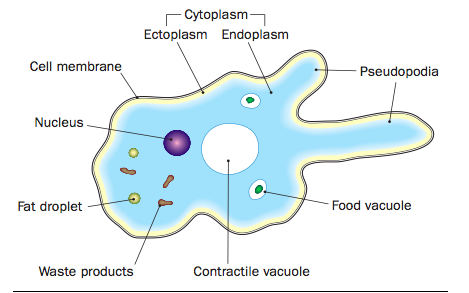 Cytoplasm
Ectoplasm Endoplasm
Cell membrane
Pseudopodia
Nucleus
Fat droplet
Food vacuole
Waste products
Contractile vacuole